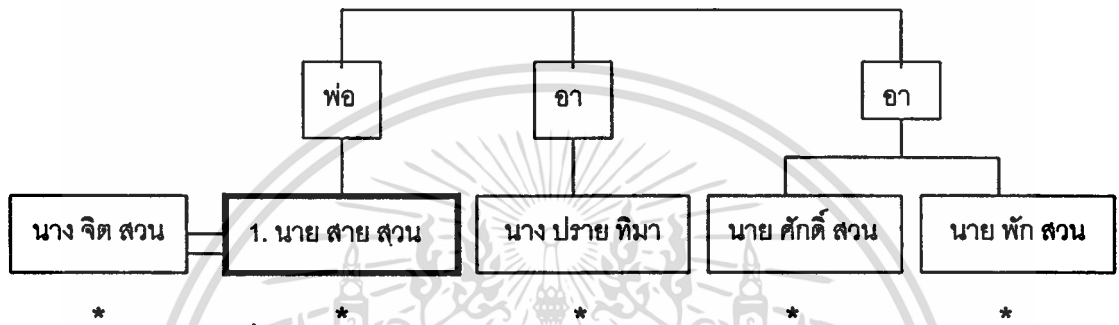 พ่อ อา อา
นาง จิต สวน 1. นาย สาย สวน นาง ปราย ทิมา นาย ศักดิ์ สวน นาย พัก สวน
* * * * *